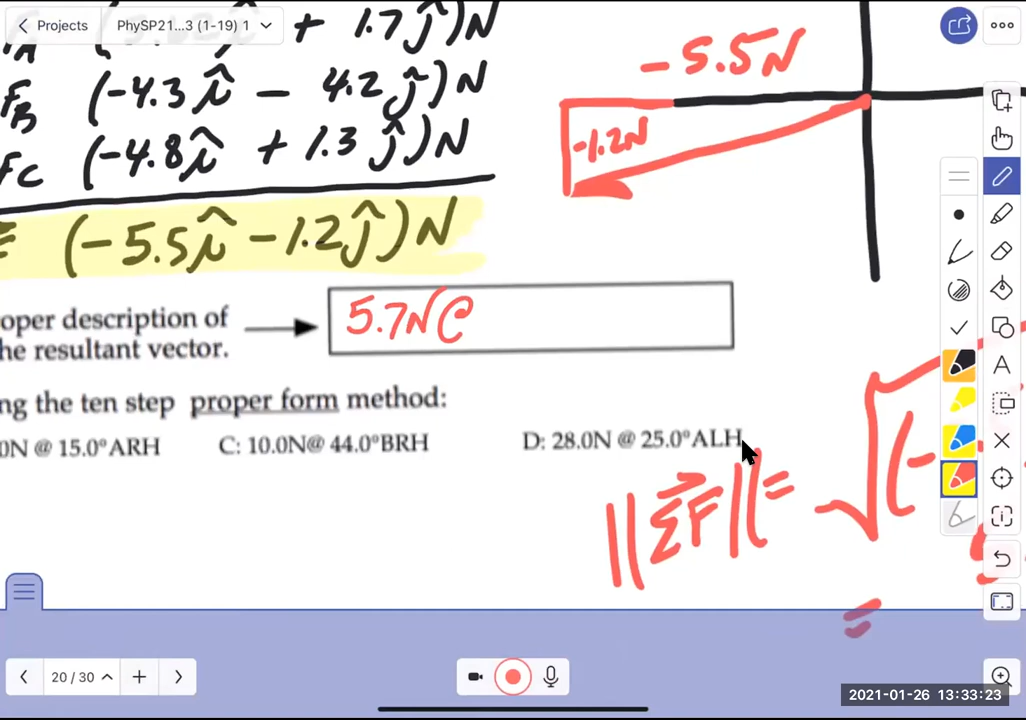 Projects PhySP21...3 (1-19) 1
+ 1.7ĵ)N
F_B (-4.3î - 4.2ĵ)N
FC (-4.8î + 1.3ĵ)N
(-5.5î - 1.2ĵ)N
-5.5N
-1.2N
oper description of
he resultant vector.
5.7N@
ng the ten step proper form method:
0N @ 15.0°ARH C: 10.0N@ 44.0°BRH D: 28.0N @ 25.0°ALH
||ΣF⃗||= √(-
=
20 / 30
2021-01-26 13:33:23